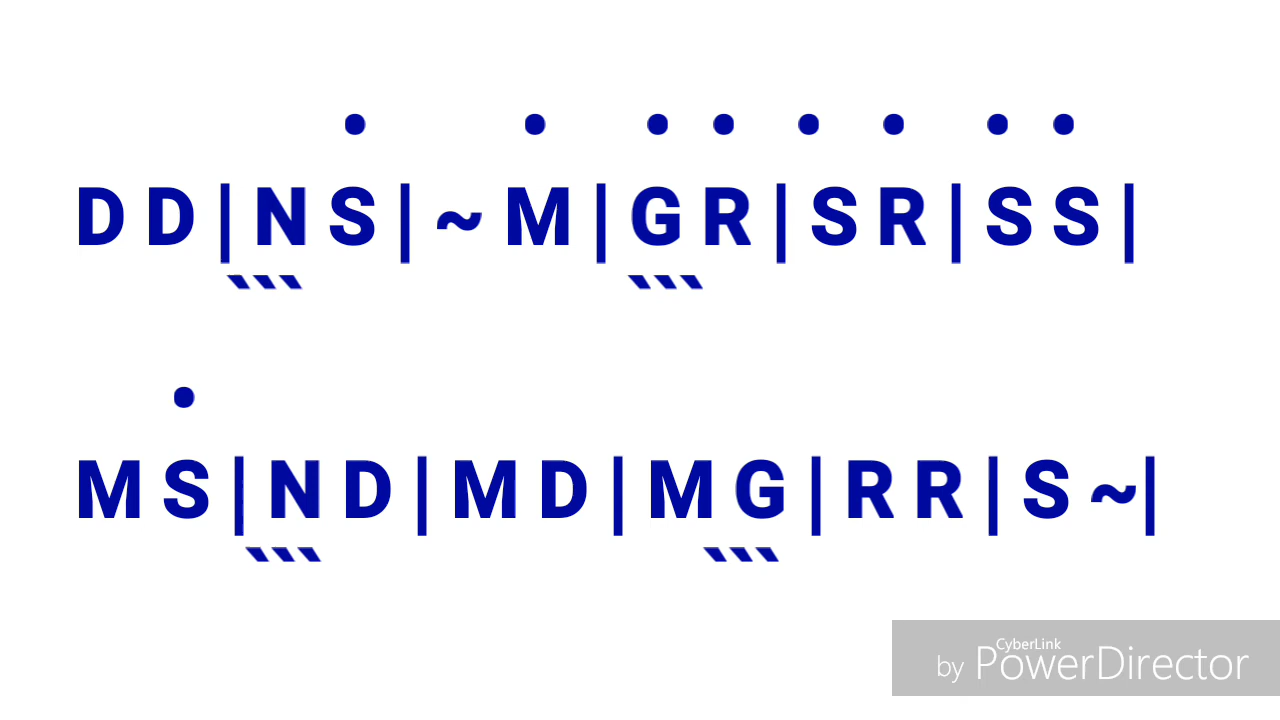 D D | N Ṡ | ~ Ṁ | Ġ Ṙ | Ṡ Ṙ | Ṡ Ṡ |
M Ṡ | N D | M D | M G | R R | S ~ |
by CyberLink PowerDirector